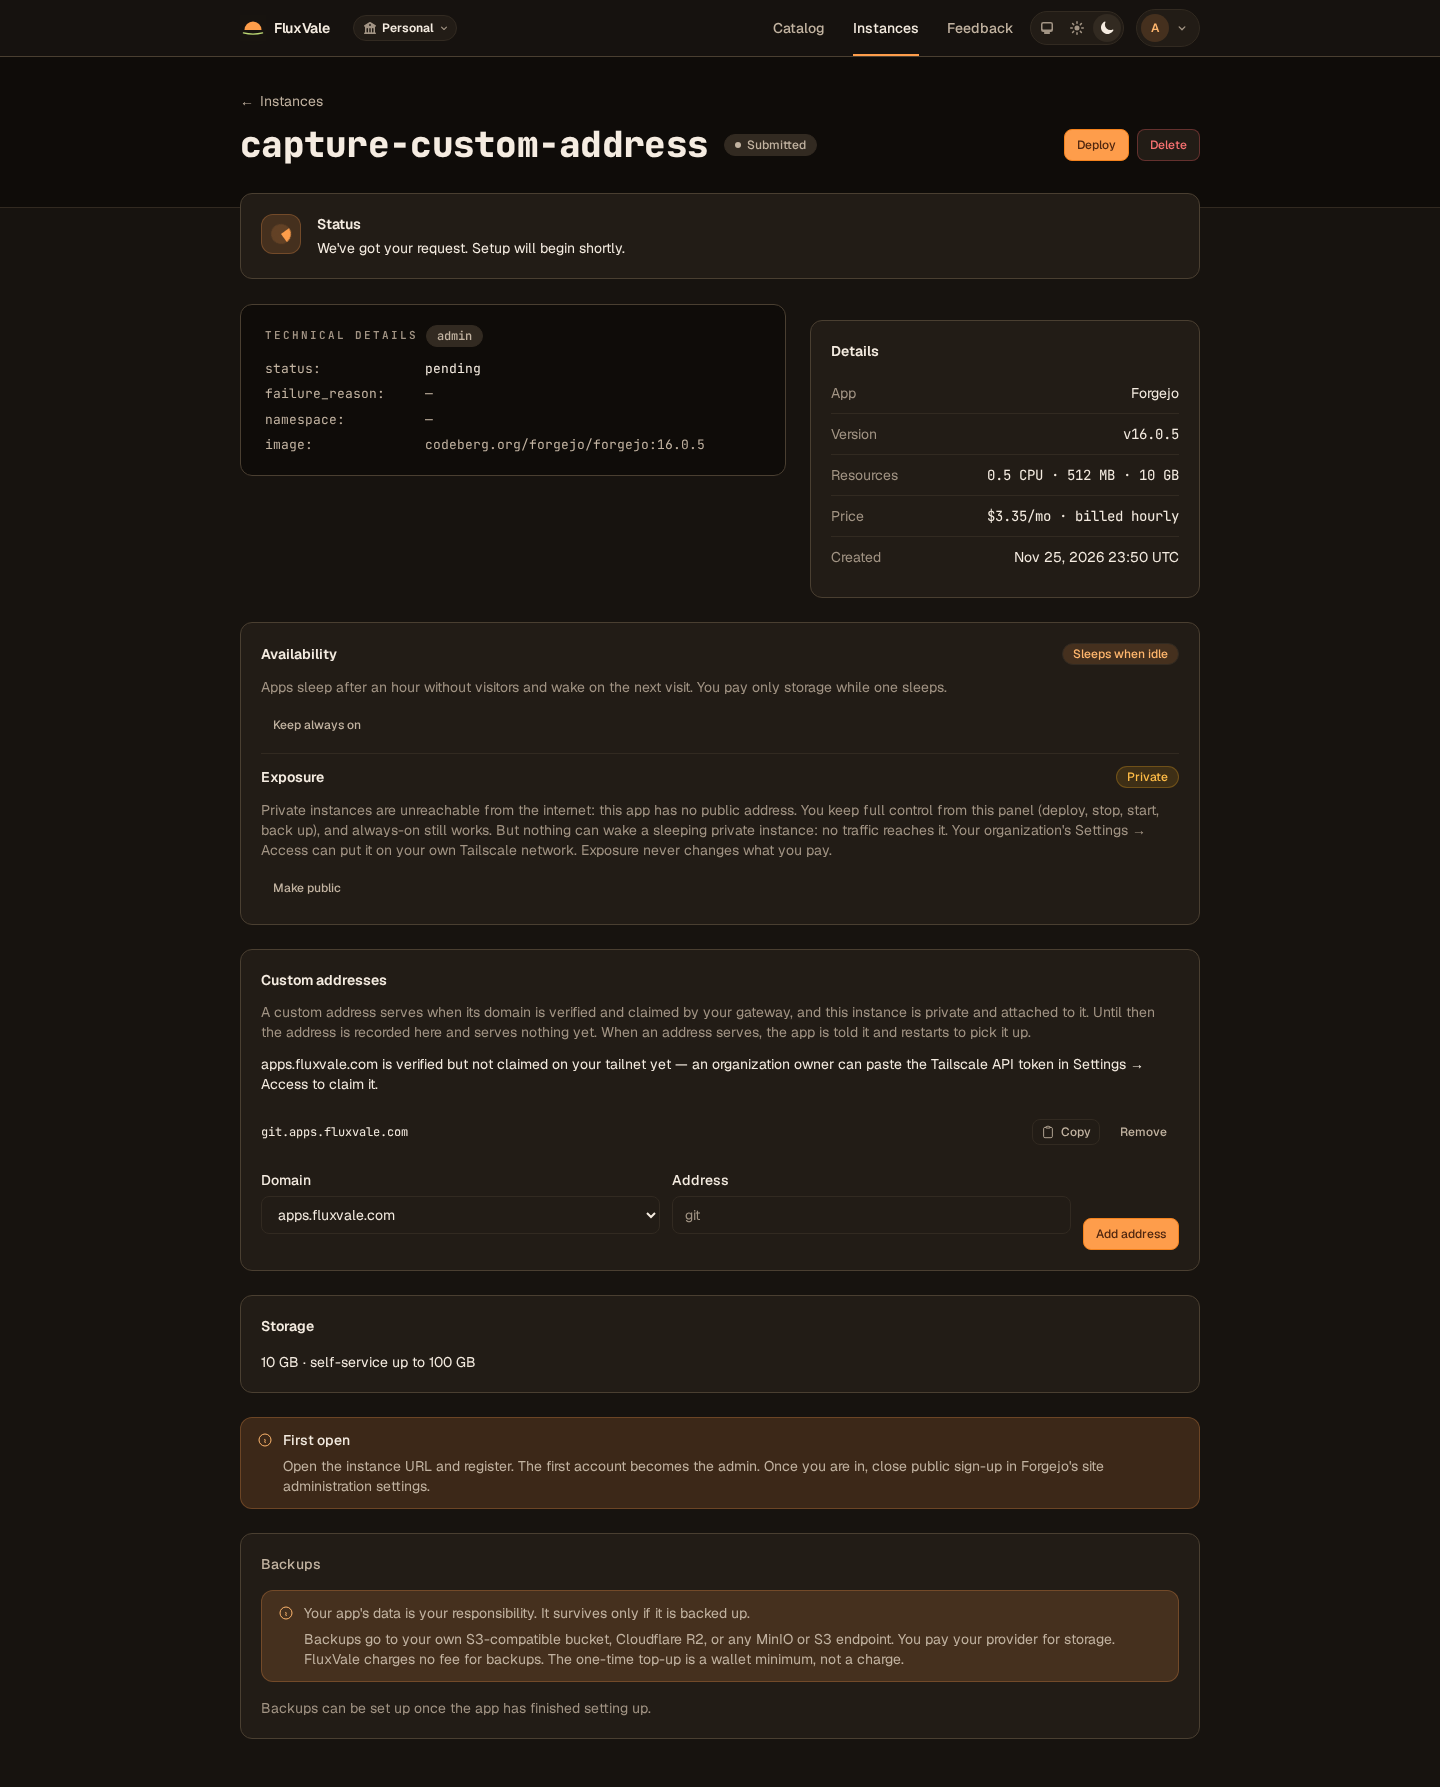 FluxVale
Personal
Catalog
Instances
Feedback
A
← Instances
capture-custom-address
Submitted
Deploy
Delete
Status
We've got your request. Setup will begin shortly.
TECHNICAL DETAILS
admin
status: pending
failure_reason: —
namespace: —
image: codeberg.org/forgejo/forgejo:16.0.5
Details
App Forgejo
Version v16.0.5
Resources 0.5 CPU · 512 MB · 10 GB
Price $3.35/mo · billed hourly
Created Nov 25, 2026 23:50 UTC
Availability
Sleeps when idle
Apps sleep after an hour without visitors and wake on the next visit. You pay only storage while one sleeps.
Keep always on
Exposure
Private
Private instances are unreachable from the internet: this app has no public address. You keep full control from this panel (deploy, stop, start,
back up), and always-on still works. But nothing can wake a sleeping private instance: no traffic reaches it. Your organization's Settings →
Access can put it on your own Tailscale network. Exposure never changes what you pay.
Make public
Custom addresses
A custom address serves when its domain is verified and claimed by your gateway, and this instance is private and attached to it. Until then
the address is recorded here and serves nothing yet. When an address serves, the app is told it and restarts to pick it up.
apps.fluxvale.com is verified but not claimed on your tailnet yet — an organization owner can paste the Tailscale API token in Settings →
Access to claim it.
git.apps.fluxvale.com
Copy
Remove
Domain
Address
apps.fluxvale.com
git
Add address
Storage
10 GB · self-service up to 100 GB
First open
Open the instance URL and register. The first account becomes the admin. Once you are in, close public sign-up in Forgejo's site
administration settings.
Backups
Your app's data is your responsibility. It survives only if it is backed up.
Backups go to your own S3-compatible bucket, Cloudflare R2, or any MinIO or S3 endpoint. You pay your provider for storage.
FluxVale charges no fee for backups. The one-time top-up is a wallet minimum, not a charge.
Backups can be set up once the app has finished setting up.